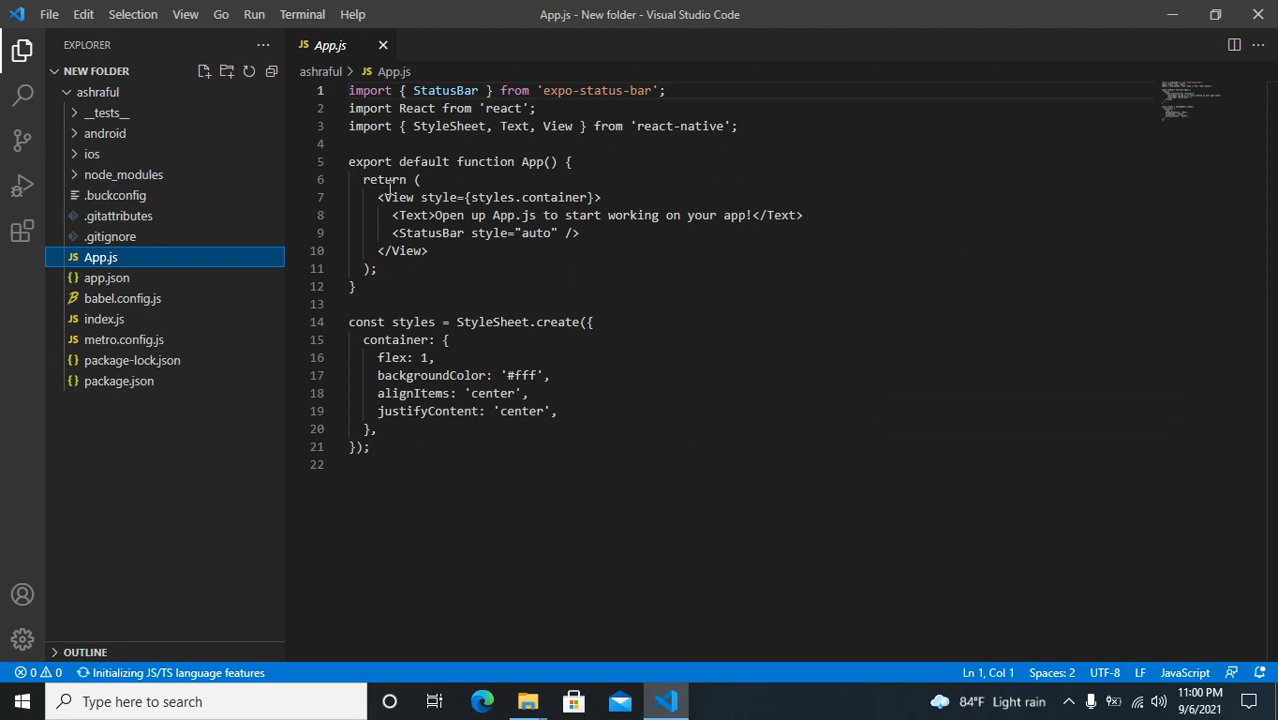 File Edit Selection View Go Run Terminal Help
App.js - New folder - Visual Studio Code
EXPLORER
NEW FOLDER
ashraful
__tests__
android
ios
node_modules
.buckconfig
.gitattributes
.gitignore
JS App.js
{} app.json
babel.config.js
JS index.js
JS metro.config.js
{} package-lock.json
{} package.json
OUTLINE
JS App.js
ashraful > JS App.js
1 import { StatusBar } from 'expo-status-bar';
2 import React from 'react';
3 import { StyleSheet, Text, View } from 'react-native';
4
5 export default function App() {
6 return (
7 <View style={styles.container}>
8 <Text>Open up App.js to start working on your app!</Text>
9 <StatusBar style="auto" />
10 </View>
11 );
12 }
13
14 const styles = StyleSheet.create({
15 container: {
16 flex: 1,
17 backgroundColor: '#fff',
18 alignItems: 'center',
19 justifyContent: 'center',
20 },
21 });
22
0 0 Initializing JS/TS language features
Ln 1, Col 1 Spaces: 2 UTF-8 LF JavaScript
Type here to search
84°F Light rain
11:00 PM
9/6/2021